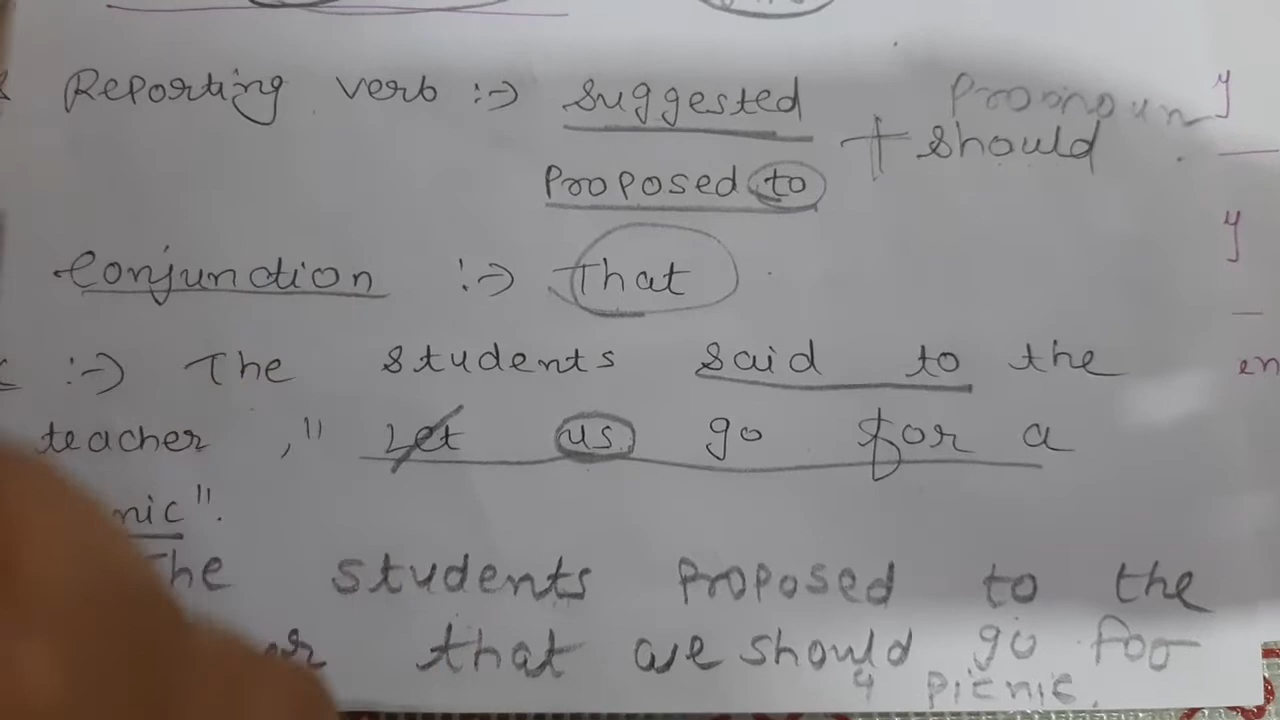 Reporting verb :-> suggested
Pronoun
+ should
Proposed to
Conjunction :-> That
:-> The students said to the
teacher ," Let us go for a
nic".
he students Proposed to the
that we should go for
a picnic.
y
y
en